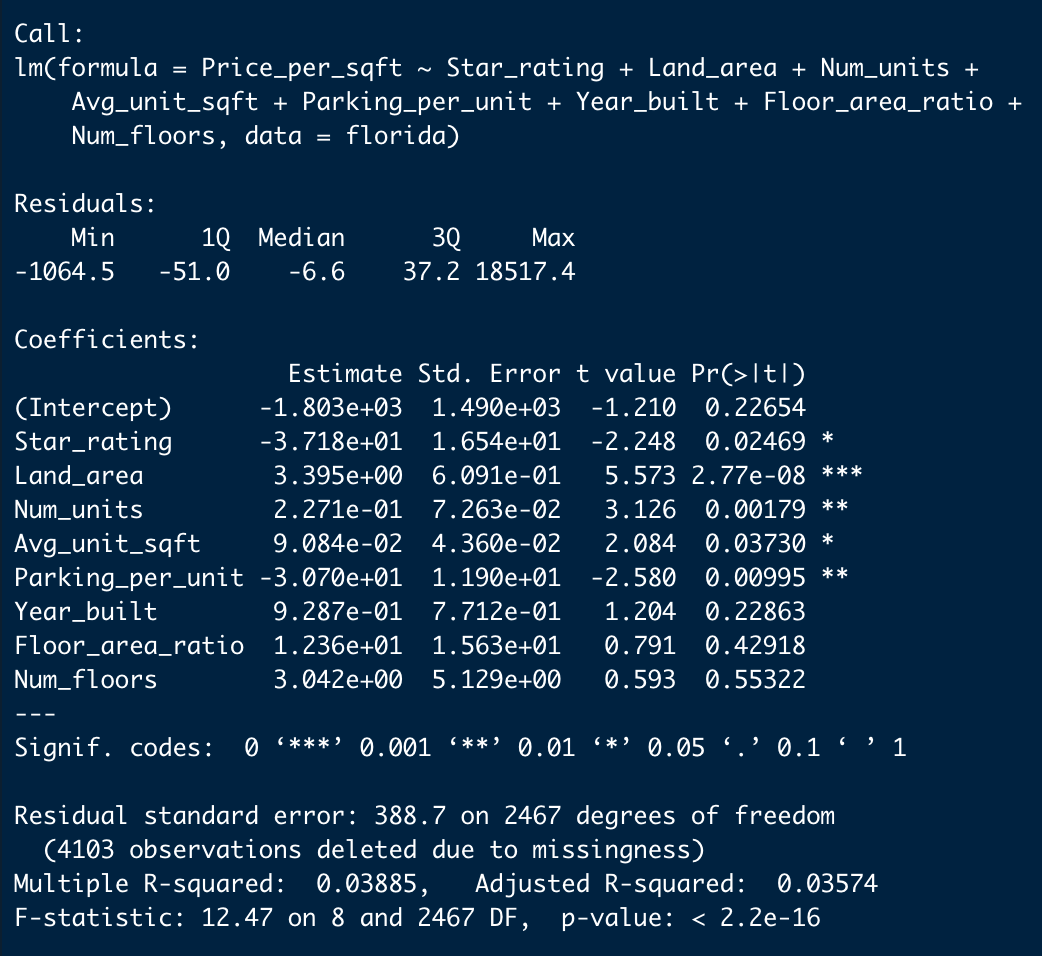 Call:
lm(formula = Price_per_sqft ~ Star_rating + Land_area + Num_units +
    Avg_unit_sqft + Parking_per_unit + Year_built + Floor_area_ratio +
    Num_floors, data = florida)

Residuals:
    Min      1Q  Median      3Q     Max
-1064.5   -51.0    -6.6    37.2 18517.4

Coefficients:
                   Estimate Std. Error t value Pr(>|t|)
(Intercept)      -1.803e+03  1.490e+03  -1.210  0.22654
Star_rating      -3.718e+01  1.654e+01  -2.248  0.02469 *
Land_area         3.395e+00  6.091e-01   5.573 2.77e-08 ***
Num_units         2.271e-01  7.263e-02   3.126  0.00179 **
Avg_unit_sqft     9.084e-02  4.360e-02   2.084  0.03730 *
Parking_per_unit -3.070e+01  1.190e+01  -2.580  0.00995 **
Year_built        9.287e-01  7.712e-01   1.204  0.22863
Floor_area_ratio  1.236e+01  1.563e+01   0.791  0.42918
Num_floors        3.042e+00  5.129e+00   0.593  0.55322
---
Signif. codes:  0 ‘***’ 0.001 ‘**’ 0.01 ‘*’ 0.05 ‘.’ 0.1 ‘ ’ 1

Residual standard error: 388.7 on 2467 degrees of freedom
  (4103 observations deleted due to missingness)
Multiple R-squared:  0.03885,   Adjusted R-squared:  0.03574
F-statistic: 12.47 on 8 and 2467 DF,  p-value: < 2.2e-16